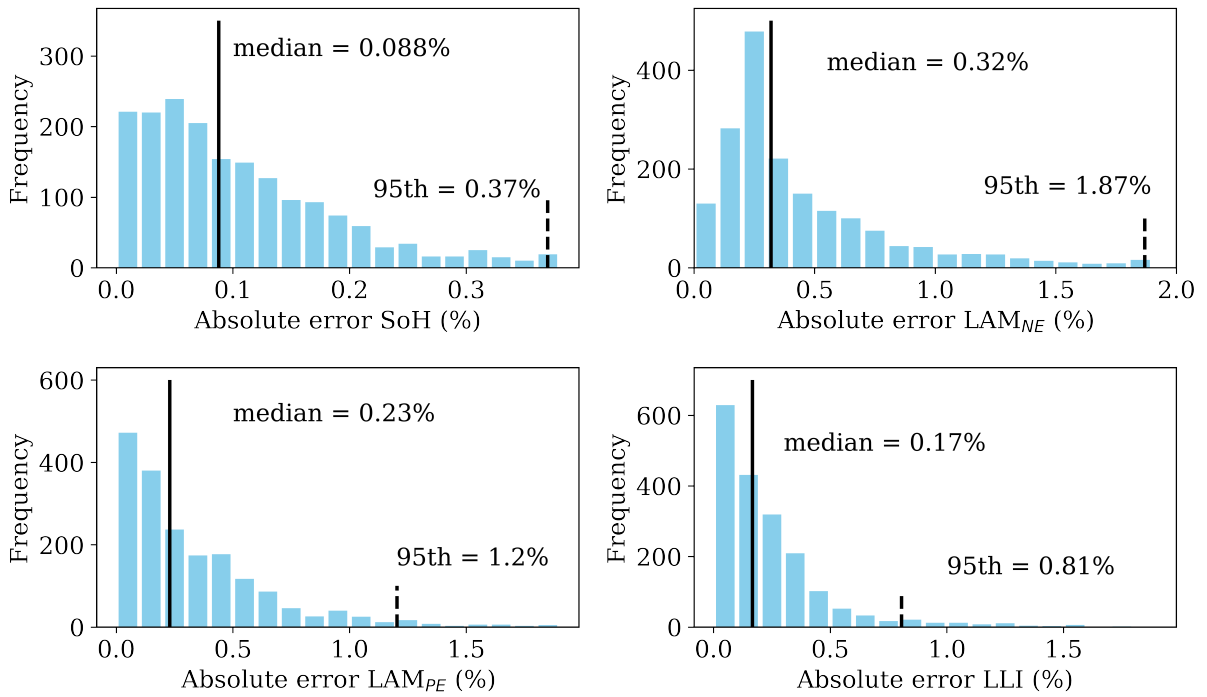 Frequency
300
200
100
0
median = 0.088%
95th = 0.37%
0.0 0.1 0.2 0.3
Absolute error SoH (%)
Frequency
400
200
0
median = 0.32%
95th = 1.87%
0.0 0.5 1.0 1.5 2.0
Absolute error LAM_{NE} (%)
Frequency
600
400
200
0
median = 0.23%
95th = 1.2%
0.0 0.5 1.0 1.5
Absolute error LAM_{PE} (%)
Frequency
600
400
200
0
median = 0.17%
95th = 0.81%
0.0 0.5 1.0 1.5
Absolute error LLI (%)